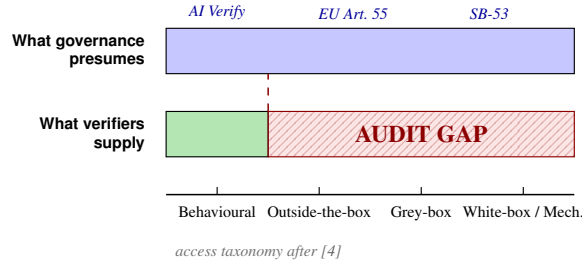 AI Verify EU Art. 55 SB-53
What governance
presumes
What verifiers
supply
AUDIT GAP
Behavioural Outside-the-box Grey-box White-box / Mech.
access taxonomy after [4]